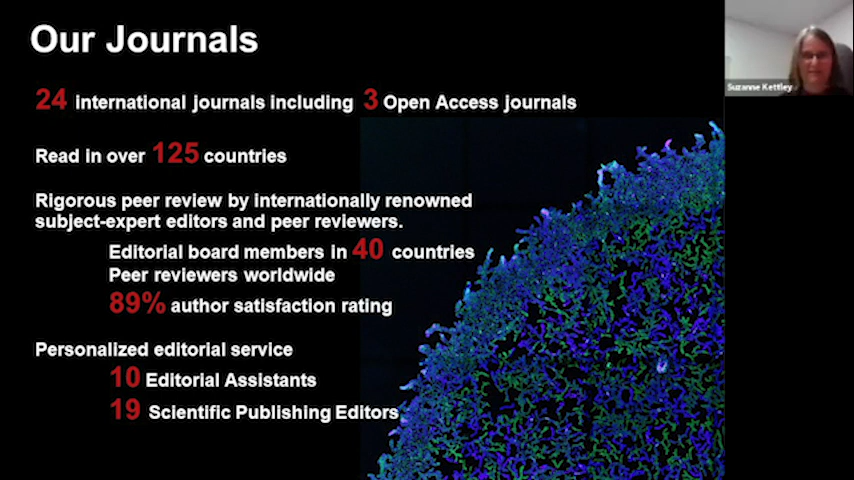 Our Journals
24 international journals including 3 Open Access journals
Suzanne Kettley
Read in over 125 countries
Rigorous peer review by internationally renowned
subject-expert editors and peer reviewers.
Editorial board members in 40 countries
Peer reviewers worldwide
89% author satisfaction rating
Personalized editorial service
10 Editorial Assistants
19 Scientific Publishing Editors